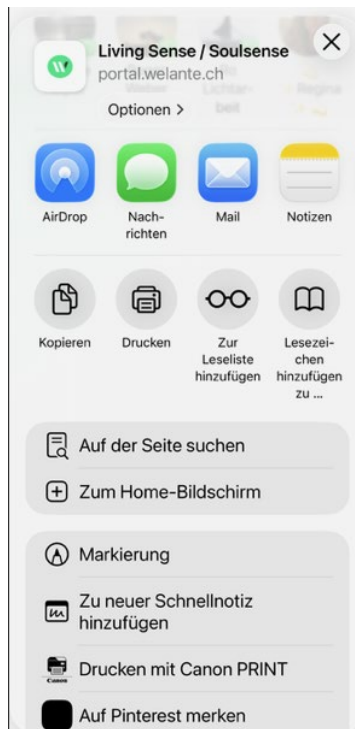 Living Sense / Soulsense
portal.welante.ch
Optionen >
AirDrop
Nach-
richten
Mail
Notizen
Kopieren
Drucken
Zur
Leseliste
hinzufügen
Lesezei-
chen
hinzufügen
zu ...
Auf der Seite suchen
Zum Home-Bildschirm
Markierung
Zu neuer Schnellnotiz
hinzufügen
Canon
Drucken mit Canon PRINT
Auf Pinterest merken